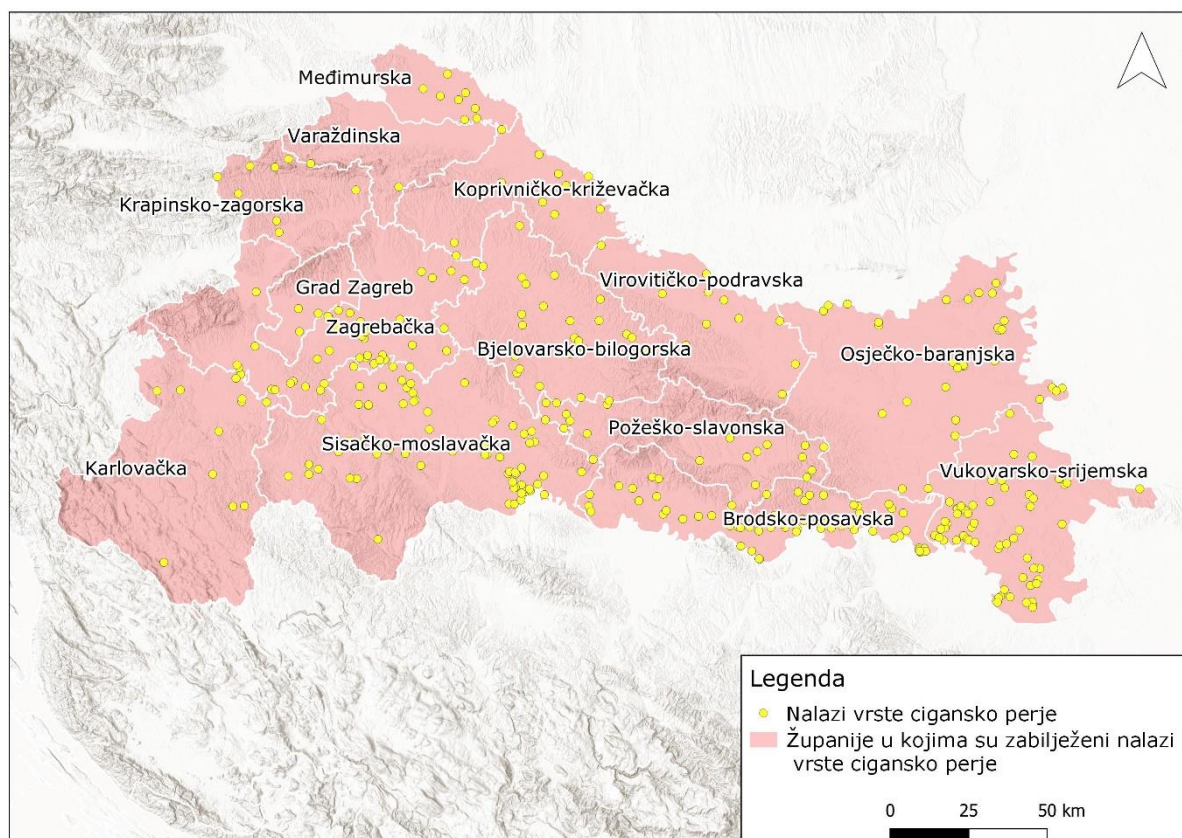 Međimurska
Varaždinska
Koprivničko-križevačka
Krapinsko-zagorska
Grad Zagreb
Virovitičko-podravska
Zagrebačka
Bjelovarsko-bilogorska
Osječko-baranjska
Požeško-slavonska
Sisačko-moslavačka
Karlovačka
Vukovarsko-srijemska
Brodsko-posavska
Legenda
Nalazi vrste cigansko perje
Županije u kojima su zabilježeni nalazi
vrste cigansko perje
0 25 50 km